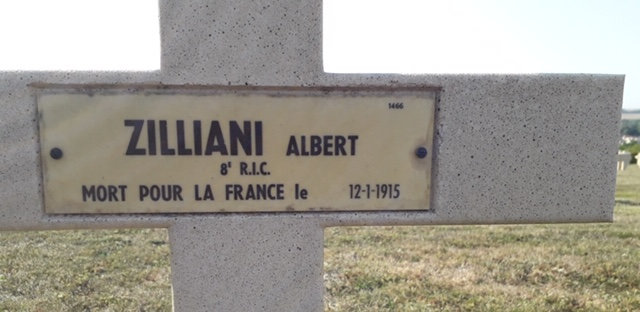 1466
ZILLIANI ALBERT
8ᴱ R.I.C.
MORT POUR LA FRANCE le 12-1-1915